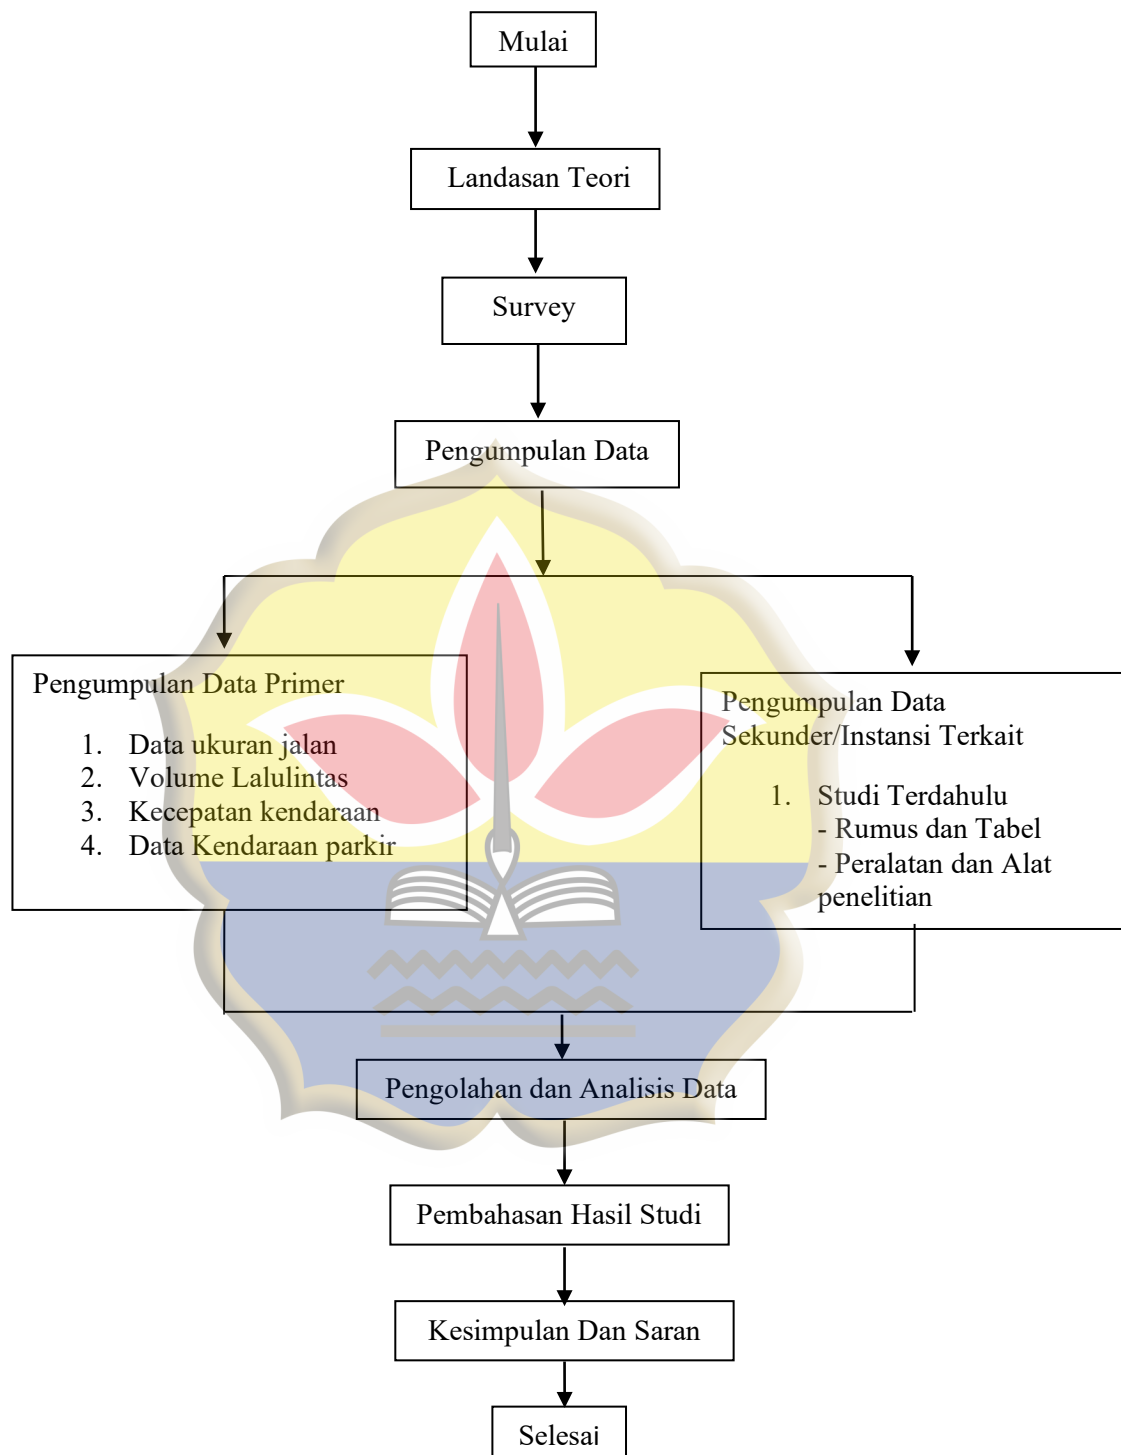 Mulai
Landasan Teori
Survey
Pengumpulan Data
Pengumpulan Data Primer
1. Data ukuran jalan
2. Volume Lalulintas
3. Kecepatan kendaraan
4. Data Kendaraan parkir
Pengumpulan Data
Sekunder/Instansi Terkait
1. Studi Terdahulu
- Rumus dan Tabel
- Peralatan dan Alat
penelitian
Pengolahan dan Analisis Data
Pembahasan Hasil Studi
Kesimpulan Dan Saran
Selesai